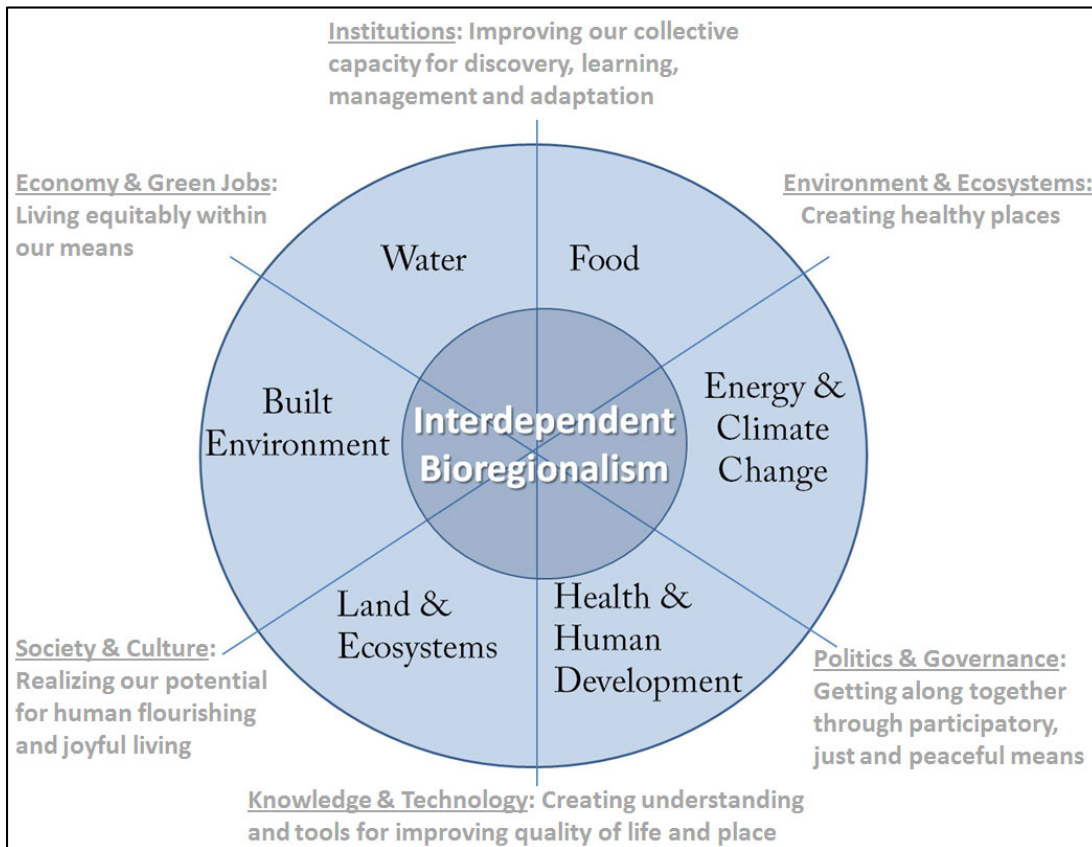 Institutions: Improving our collective
capacity for discovery, learning,
management and adaptation
Economy & Green Jobs:
Living equitably within
our means
Environment & Ecosystems:
Creating healthy places
Water
Food
Built
Environment
Energy &
Climate
Change
Interdependent
Bioregionalism
Land &
Ecosystems
Health &
Human
Development
Society & Culture:
Realizing our potential
for human flourishing
and joyful living
Politics & Governance:
Getting along together
through participatory,
just and peaceful means
Knowledge & Technology: Creating understanding
and tools for improving quality of life and place